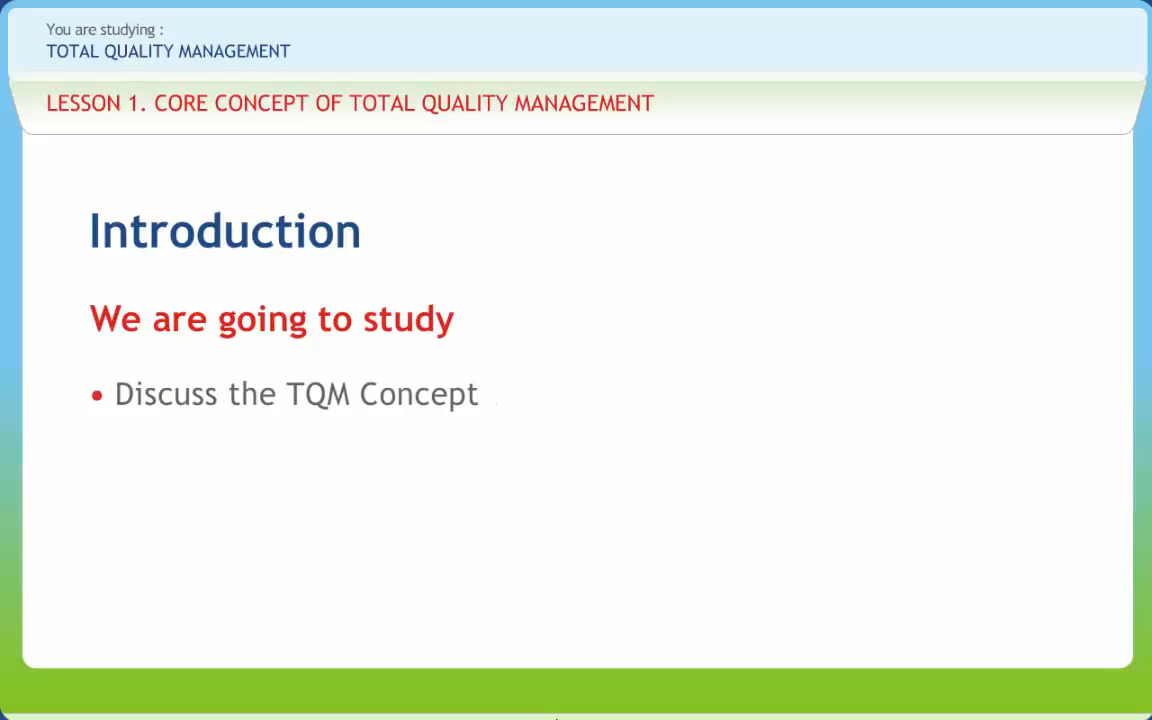 You are studying :
TOTAL QUALITY MANAGEMENT
LESSON 1. CORE CONCEPT OF TOTAL QUALITY MANAGEMENT
Introduction
We are going to study
• Discuss the TQM Concept